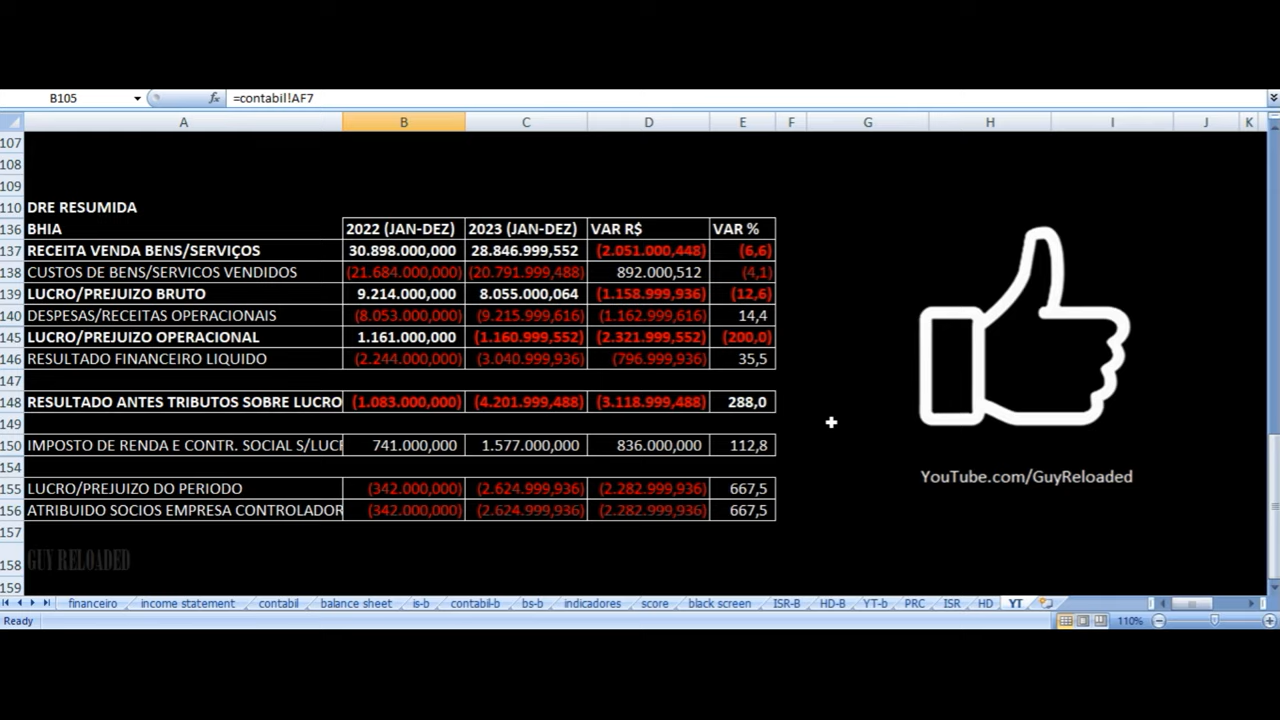 B105 fx =contabil!AF7
A B C D E F G H I J K
107
108
109
110 DRE RESUMIDA
136 BHIA 2022 (JAN-DEZ) 2023 (JAN-DEZ) VAR R$ VAR %
137 RECEITA VENDA BENS/SERVIÇOS 30.898.000,000 28.846.999,552 (2.051.000,448) (6,6)
138 CUSTOS DE BENS/SERVICOS VENDIDOS (21.684.000,000) (20.791.999,488) 892.000,512 (4,1)
139 LUCRO/PREJUIZO BRUTO 9.214.000,000 8.055.000,064 (1.158.999,936) (12,6)
140 DESPESAS/RECEITAS OPERACIONAIS (8.053.000,000) (9.215.999,616) (1.162.999,616) 14,4
145 LUCRO/PREJUIZO OPERACIONAL 1.161.000,000 (1.160.999,552) (2.321.999,552) (200,0)
146 RESULTADO FINANCEIRO LIQUIDO (2.244.000,000) (3.040.999,936) (796.999,936) 35,5
147
148 RESULTADO ANTES TRIBUTOS SOBRE LUCRO (1.083.000,000) (4.201.999,488) (3.118.999,488) 288,0
149
150 IMPOSTO DE RENDA E CONTR. SOCIAL S/LUCR 741.000,000 1.577.000,000 836.000,000 112,8
154
155 LUCRO/PREJUIZO DO PERIODO (342.000,000) (2.624.999,936) (2.282.999,936) 667,5
156 ATRIBUIDO SOCIOS EMPRESA CONTROLADOR (342.000,000) (2.624.999,936) (2.282.999,936) 667,5
157
158 GUY RELOADED
159
YouTube.com/GuyReloaded
financeiro income statement contabil balance sheet is-b contabil-b bs-b indicadores score black screen ISR-B HD-B YT-b PRC ISR HD YT
Ready 110%